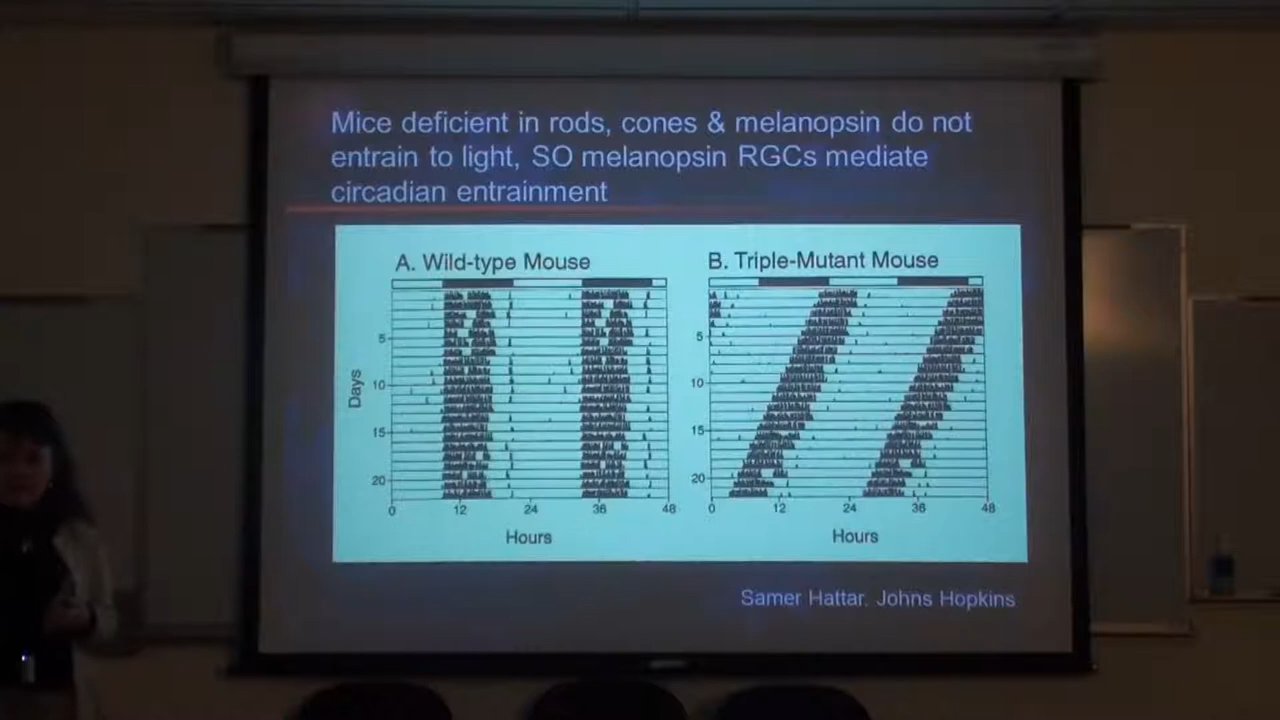 Mice deficient in rods, cones & melanopsin do not
entrain to light, SO melanopsin RGCs mediate
circadian entrainment
A. Wild-type Mouse
Days
5
10
15
20
0 12 24 36 48
Hours
B. Triple-Mutant Mouse
5
10
15
20
0 12 24 36 48
Hours
Samer Hattar. Johns Hopkins